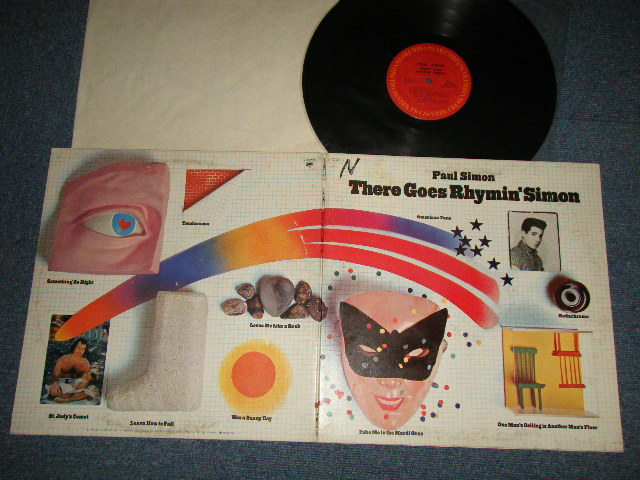 N
Paul Simon
There Goes Rhymin' Simon
Tenderness
American Tune
Something So Right
Kodachrome
Loves Me Like a Rock
St. Judy's Comet
Learn How to Fall
Was a Sunny Day
Take Me to the Mardi Gras
One Man's Ceiling is Another Man's Floor